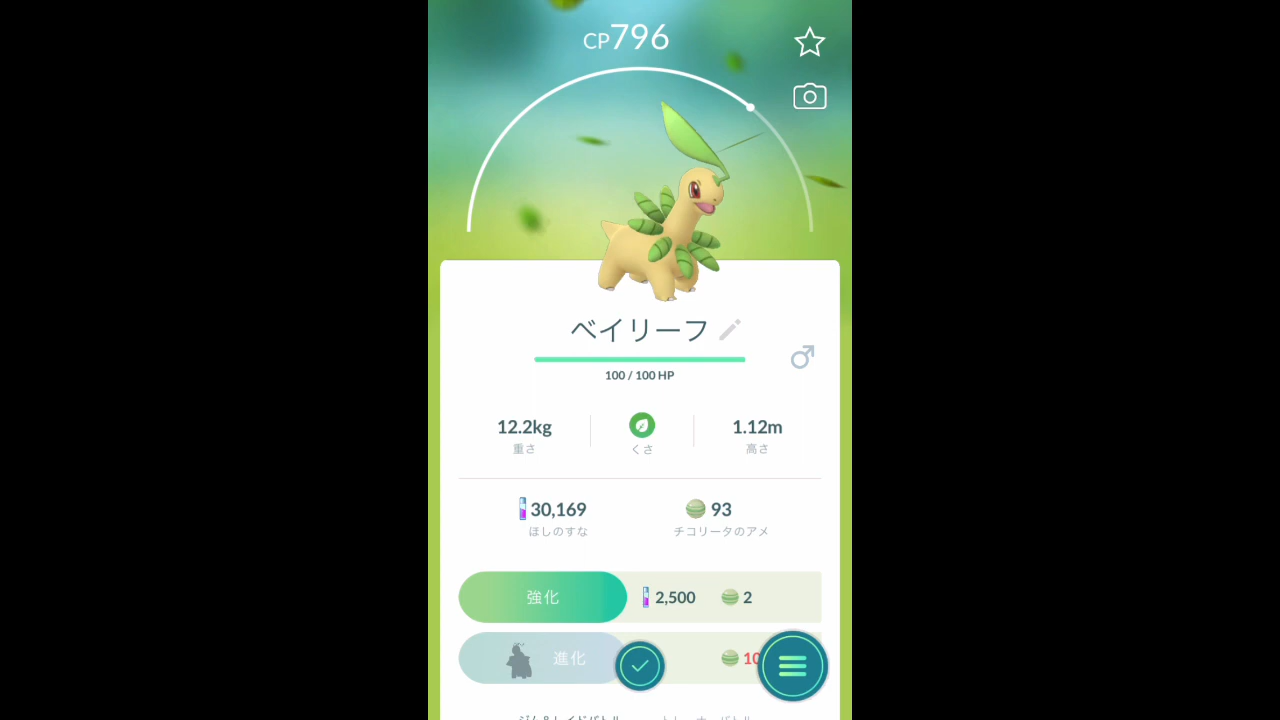 CP796
ベイリーフ
100 / 100 HP
12.2kg
重さ
くさ
1.12m
高さ
30,169
ほしのすな
93
チコリータのアメ
強化 2,500 2
進化 10